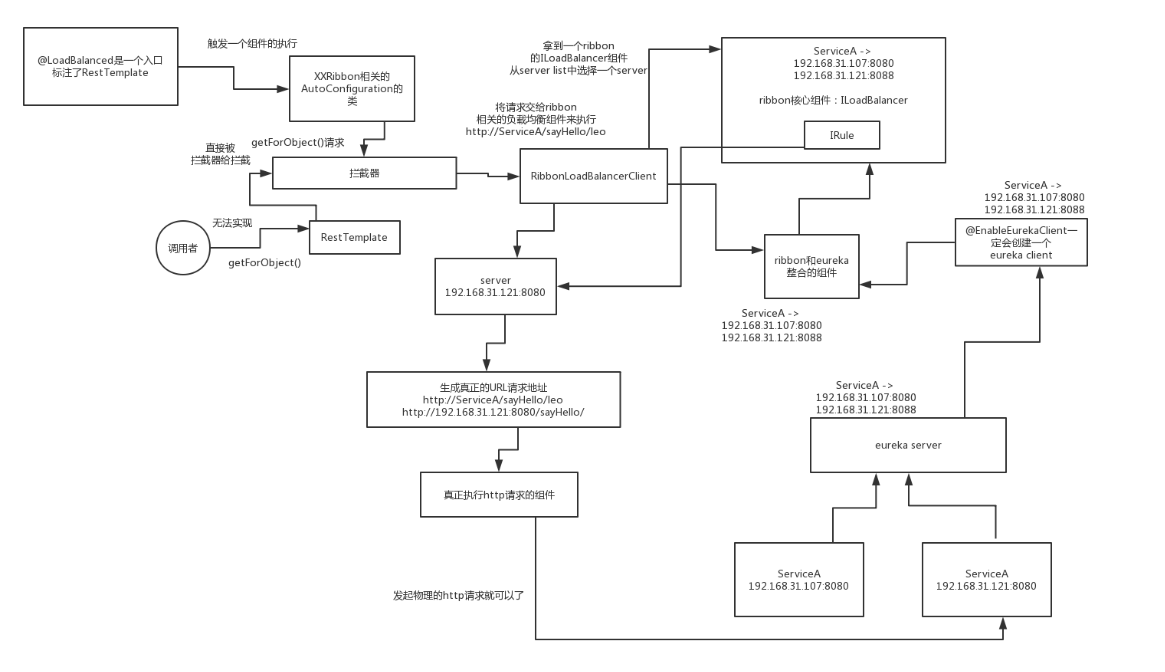 @LoadBalanced是一个入口
标注了RestTemplate
触发一个组件的执行
XXRibbon相关的
AutoConfiguration的
类
拿到一个ribbon
的ILoadBalancer组件
从server list中选择一个server
ServiceA ->
192.168.31.107:8080
192.168.31.121:8088
ribbon核心组件：ILoadBalancer
IRule
将请求交给ribbon
相关的负载均衡组件来执行
http://ServiceA/sayHello/leo
getForObject()请求
直接被
拦截器给拦截
拦截器
RibbonLoadBalancerClient
ServiceA ->
192.168.31.107:8080
192.168.31.121:8088
@EnableEurekaClient一
定会创建一个
eureka client
调用者
无法实现
getForObject()
RestTemplate
ribbon和eureka
整合的组件
server
192.168.31.121:8080
ServiceA ->
192.168.31.107:8080
192.168.31.121:8088
生成真正的URL请求地址
http://ServiceA/sayHello/leo
http://192.168.31.121:8080/sayHello/
ServiceA ->
192.168.31.107:8080
192.168.31.121:8088
eureka server
真正执行http请求的组件
ServiceA
192.168.31.107:8080
ServiceA
192.168.31.121:8080
发起物理的http请求就可以了